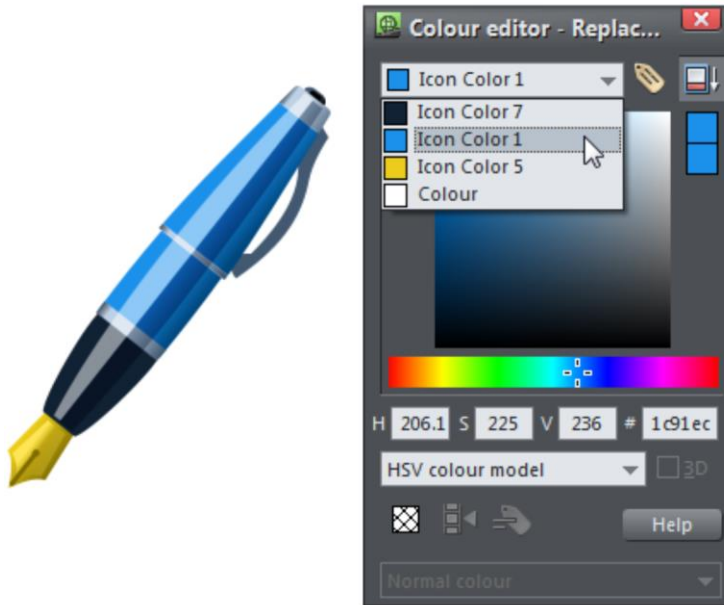 Colour editor - Replac...
Icon Color 1
Icon Color 7
Icon Color 1
Icon Color 5
Colour
H 206.1 S 225 V 236 # 1c91ec
HSV colour model 3D
Help
Normal colour